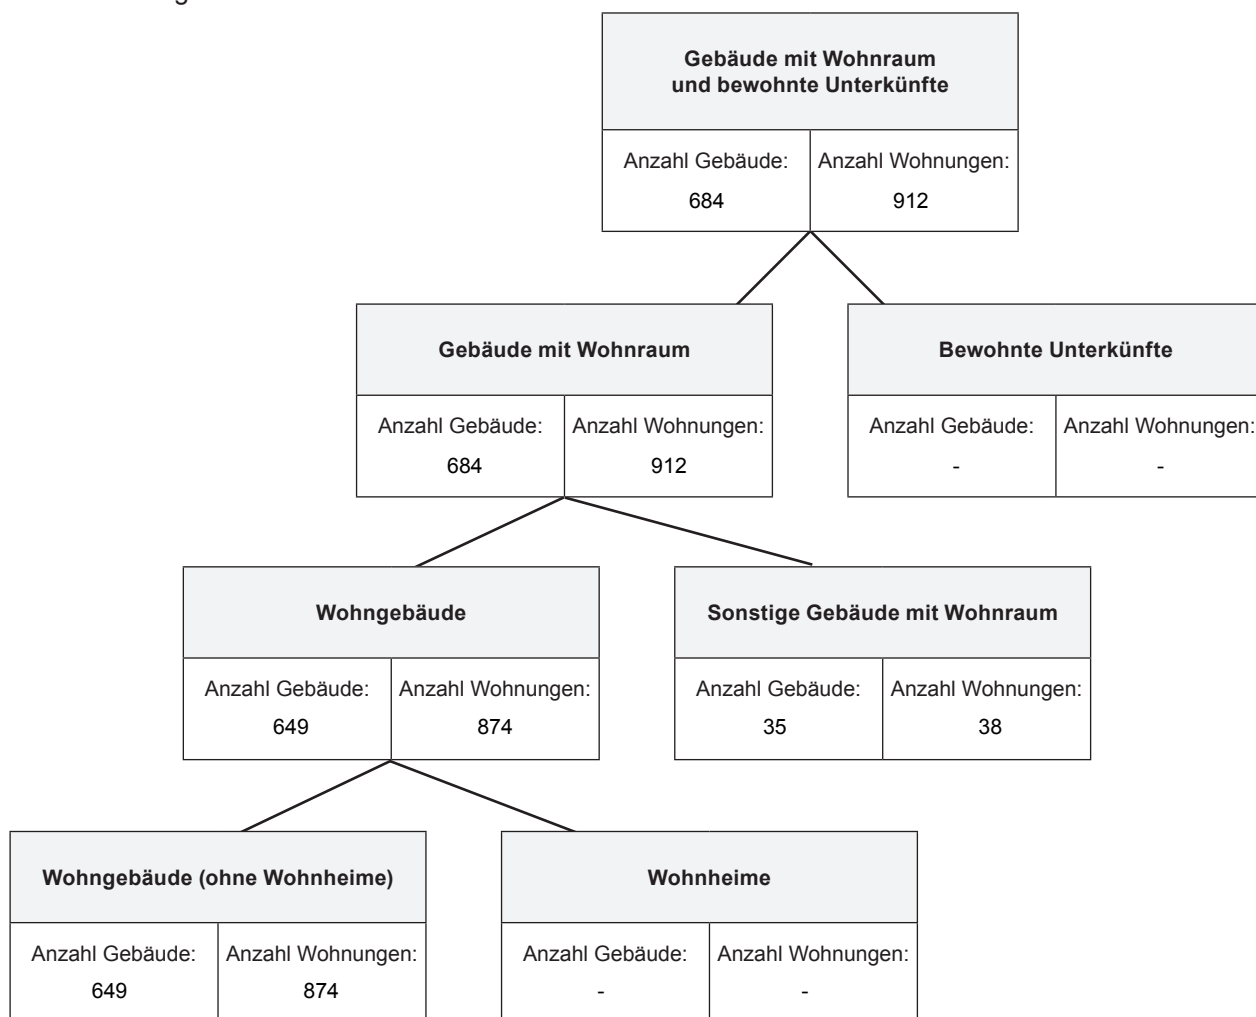 Gebäude mit Wohnraum
und bewohnte Unterkünfte
Anzahl Gebäude: Anzahl Wohnungen:
684 912
Gebäude mit Wohnraum
Anzahl Gebäude: Anzahl Wohnungen:
684 912
Bewohnte Unterkünfte
Anzahl Gebäude: Anzahl Wohnungen:
- -
Wohngebäude
Anzahl Gebäude: Anzahl Wohnungen:
649 874
Sonstige Gebäude mit Wohnraum
Anzahl Gebäude: Anzahl Wohnungen:
35 38
Wohngebäude (ohne Wohnheime)
Anzahl Gebäude: Anzahl Wohnungen:
649 874
Wohnheime
Anzahl Gebäude: Anzahl Wohnungen:
- -